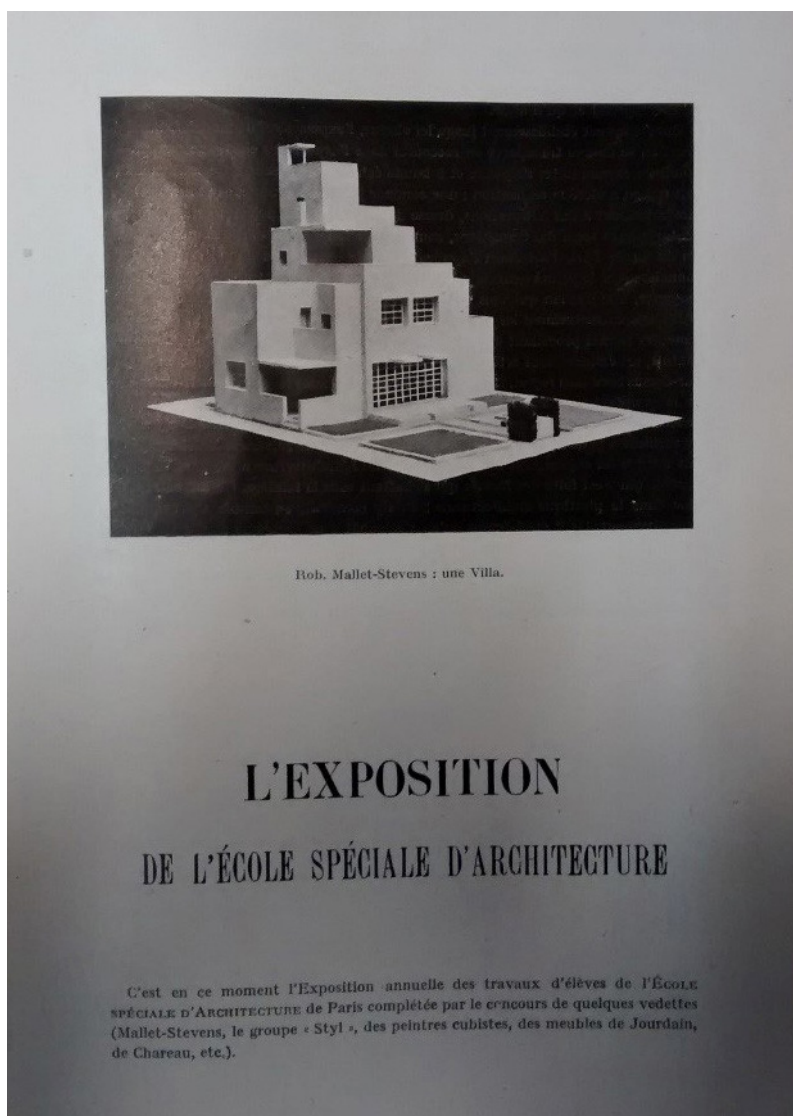 Rob. Mallet-Stevens : une Villa.
L'EXPOSITION
DE L'ÉCOLE SPÉCIALE D'ARCHITECTURE
C'est en ce moment l'Exposition annuelle des travaux d'élèves de l'ÉCOLE
SPÉCIALE D'ARCHITECTURE de Paris complétée par le concours de quelques vedettes
(Mallet-Stevens, le groupe « Styl », des peintres cubistes, des meubles de Jourdain,
de Chareau, etc.).